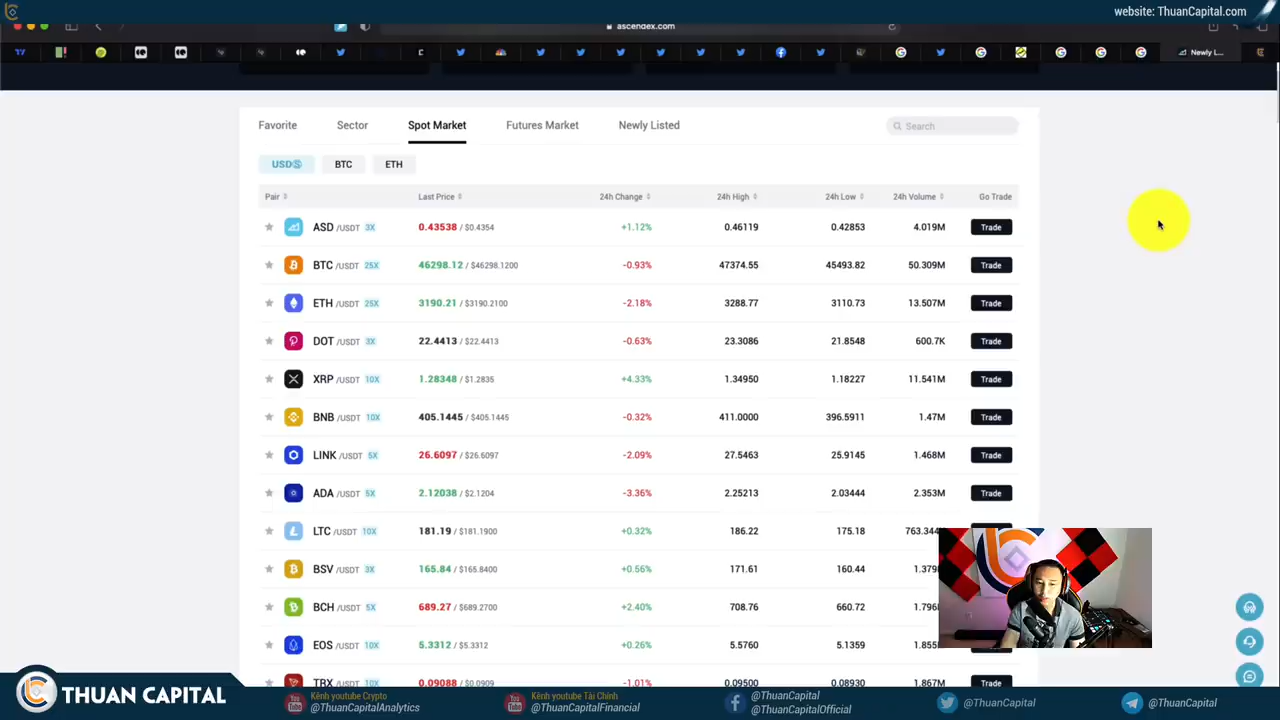 website: ThuanCapital.com
ascendex.com
Newly L...
Favorite Sector Spot Market Futures Market Newly Listed Search
USDⓈ BTC ETH
Pair Last Price 24h Change 24h High 24h Low 24h Volume Go Trade
ASD /USDT 3X 0.43538 / $0.4354 +1.12% 0.46119 0.42853 4.019M Trade
BTC /USDT 25X 46298.12 / $46298.1200 -0.93% 47374.55 45493.82 50.309M Trade
ETH /USDT 25X 3190.21 / $3190.2100 -2.18% 3288.77 3110.73 13.507M Trade
DOT /USDT 3X 22.4413 / $22.4413 -0.63% 23.3086 21.8548 600.7K Trade
XRP /USDT 10X 1.28348 / $1.2835 +4.33% 1.34950 1.18227 11.541M Trade
BNB /USDT 10X 405.1445 / $405.1445 -0.32% 411.0000 396.5911 1.47M Trade
LINK /USDT 5X 26.6097 / $26.6097 -2.09% 27.5463 25.9145 1.468M Trade
ADA /USDT 5X 2.12038 / $2.1204 -3.36% 2.25213 2.03444 2.353M Trade
LTC /USDT 10X 181.19 / $181.1900 +0.32% 186.22 175.18 763.344
BSV /USDT 3X 165.84 / $165.8400 +0.56% 171.61 160.44 1.379
BCH /USDT 5X 689.27 / $689.2700 +2.40% 708.76 660.72 1.796
EOS /USDT 10X 5.3312 / $5.3312 +0.26% 5.5760 5.1359 1.855
TRX /USDT 10X 0.09088 / $0.0909 -1.01% 0.09500 0.08930 1.867M Trade
THUAN CAPITAL
Kênh youtube Crypto
@ThuanCapitalAnalytics
Kênh youtube Tài Chính
@ThuanCapitalFinancial
@ThuanCapital
@ThuanCapitalOfficial
@ThuanCapital
@ThuanCapital